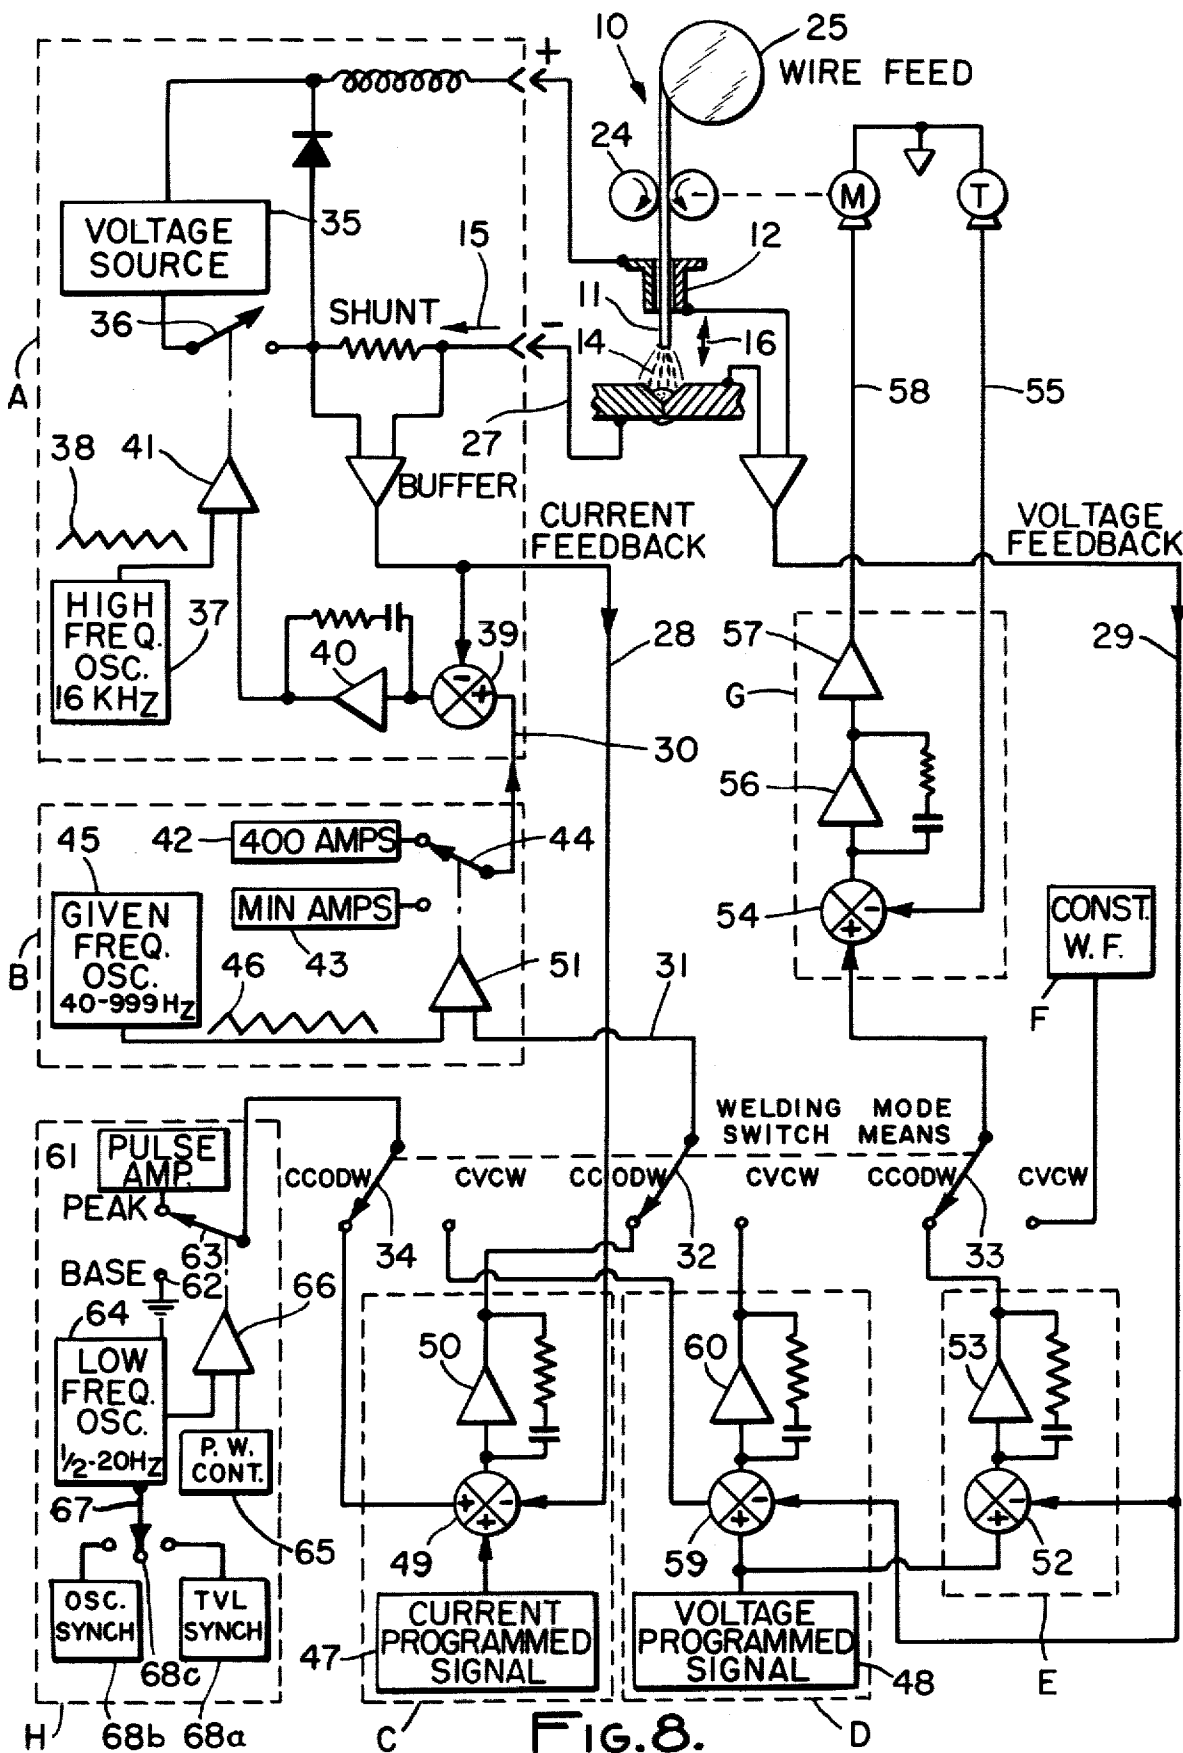 10
25
WIRE FEED
+
24
M
T
VOLTAGE
SOURCE
35
15
12
11
36
SHUNT
-
14
16
A
58
55
27
38
41
BUFFER
CURRENT
FEEDBACK
VOLTAGE
FEEDBACK
HIGH
FREQ.
OSC.
16 KHZ
37
40
39
-
+
28
57
G
29
30
56
42
400 AMPS
44
45
MIN AMPS
43
GIVEN
FREQ.
OSC.
40-999 HZ
B
46
51
31
54
-
+
CONST.
W. F.
F
WELDING MODE
SWITCH MEANS
61
PULSE
AMP.
CCODW
CVCW
CCODW
CVCW
CCODW
CVCW
PEAK
63
34
32
33
BASE
62
66
64
LOW
FREQ.
OSC.
1/2-20HZ
50
60
53
P. W.
CONT.
67
+
-
+
-
+
-
+
49
59
52
65
OSC.
SYNCH
TVL
SYNCH
68c
47
CURRENT
PROGRAMMED
SIGNAL
VOLTAGE
PROGRAMMED
SIGNAL
48
E
H
68b
68a
C
FIG.8.
D